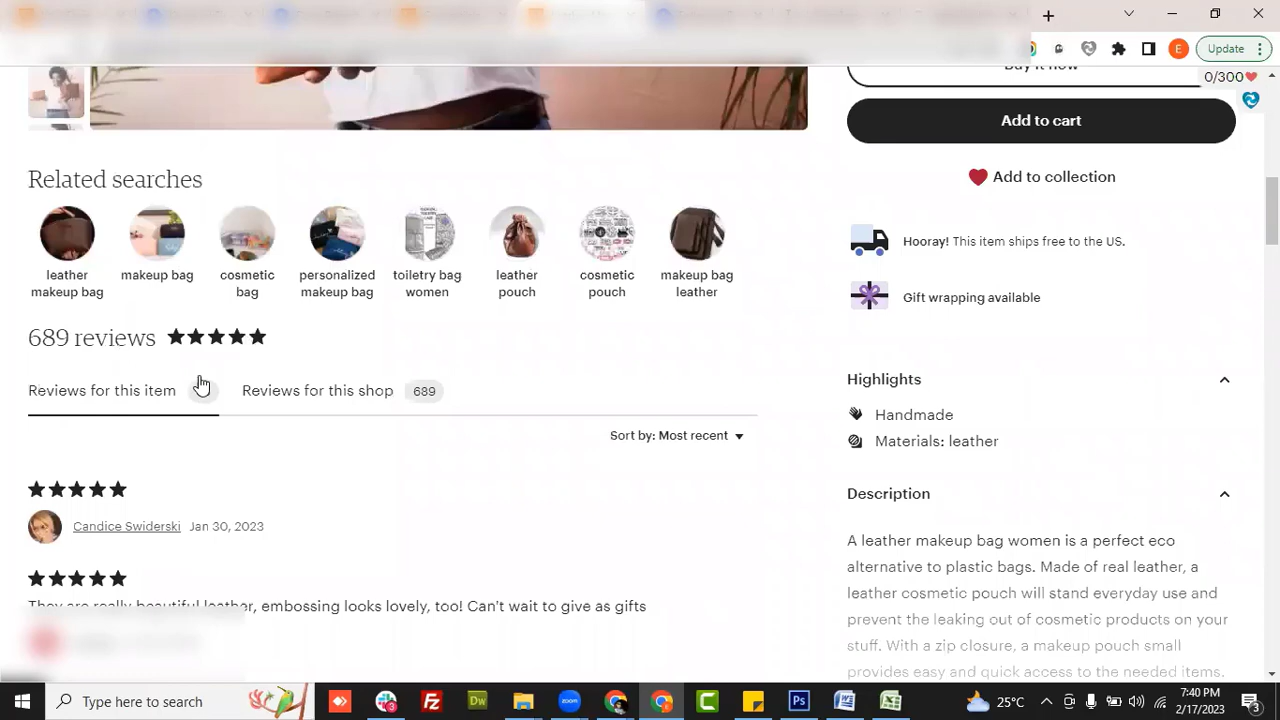 Update
0/300
Buy it now
Add to cart
Related searches
Add to collection
Hooray! This item ships free to the US.
leather
makeup bag
makeup bag
cosmetic
bag
personalized
makeup bag
toiletry bag
women
leather
pouch
cosmetic
pouch
makeup bag
leather
Gift wrapping available
689 reviews
Reviews for this item
Reviews for this shop 689
Highlights
Handmade
Materials: leather
Sort by: Most recent
Candice Swiderski Jan 30, 2023
They are really beautiful leather, embossing looks lovely, too! Can't wait to give as gifts
Description
A leather makeup bag women is a perfect eco
alternative to plastic bags. Made of real leather, a
leather cosmetic pouch will stand everyday use and
prevent the leaking out of cosmetic products on your
stuff. With a zip closure, a makeup pouch small
provides easy and quick access to the needed items.
Type here to search
25°C
7:40 PM
2/17/2023